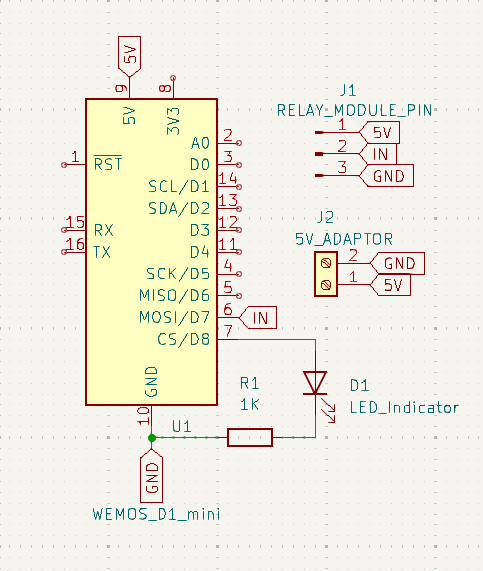 5V
9
8
5V
3V3
J1
RELAY_MODULE_PIN
1 5V
2 IN
3 GND
A0 2
1 RST D0 3
SCL/D1 14
SDA/D2 13
15 RX D3 12
16 TX D4 11
SCK/D5 4
MISO/D6 5
MOSI/D7 6 IN
CS/D8 7
J2
5V_ADAPTOR
2 GND
1 5V
GND
10
U1
GND
WEMOS_D1_mini
R1
1K
D1
LED_Indicator